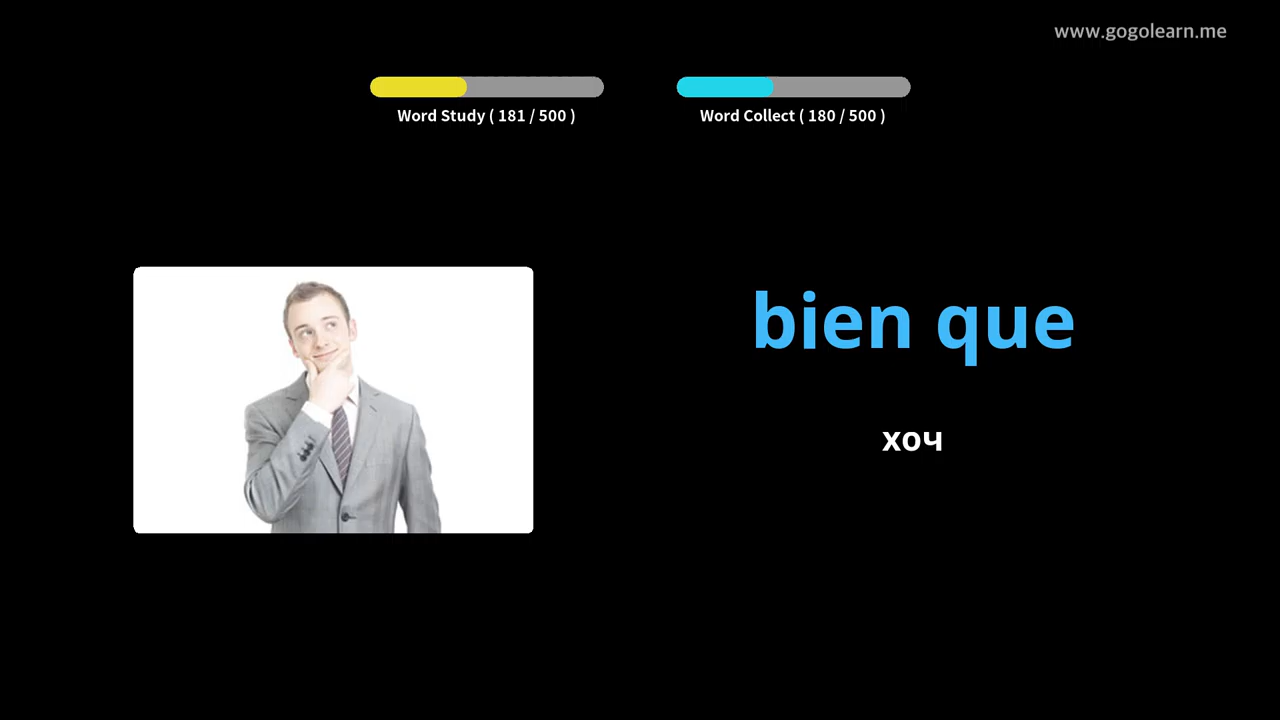 www.gogolearn.me
Word Study ( 181 / 500 )
Word Collect ( 180 / 500 )
bien que
хоч